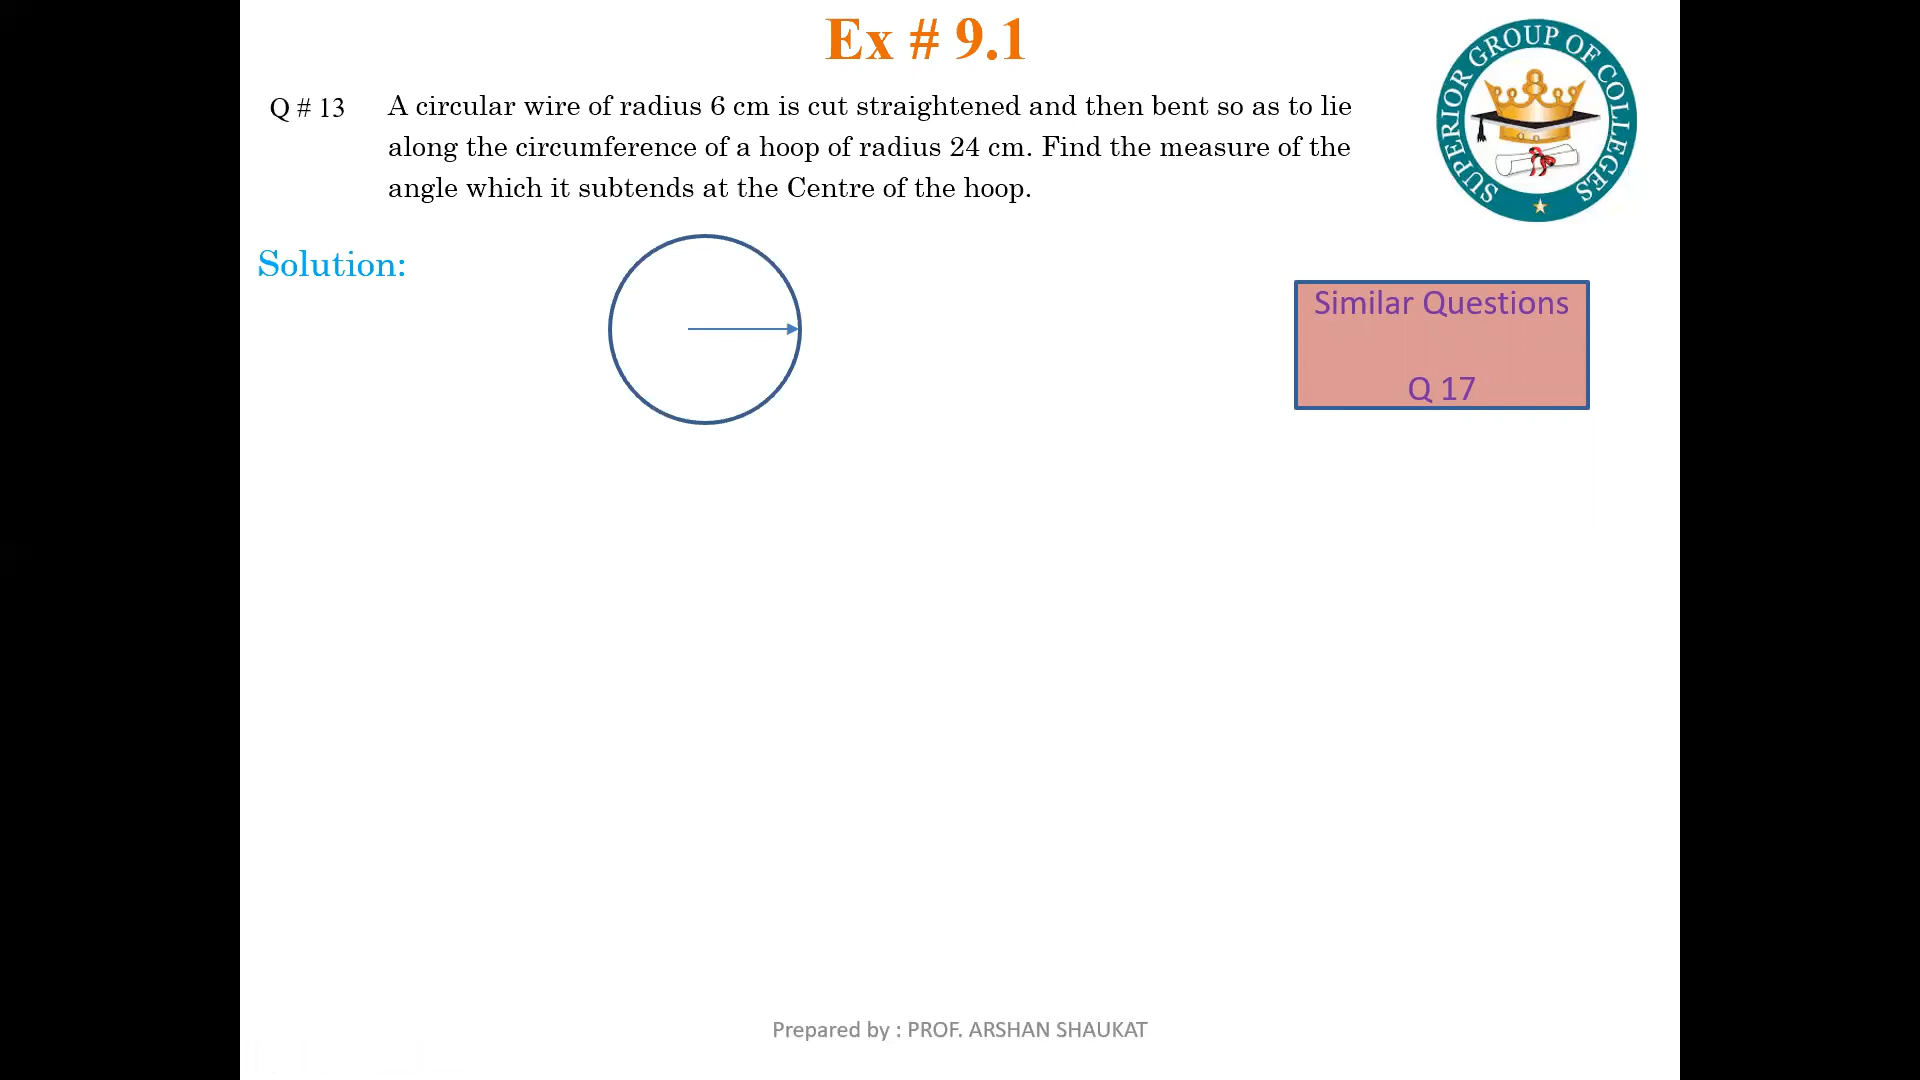 Ex # 9.1
Q # 13 A circular wire of radius 6 cm is cut straightened and then bent so as to lie
along the circumference of a hoop of radius 24 cm. Find the measure of the
angle which it subtends at the Centre of the hoop.
SUPERIOR GROUP OF COLLEGES
Solution:
Similar Questions
Q 17
Prepared by : PROF. ARSHAN SHAUKAT